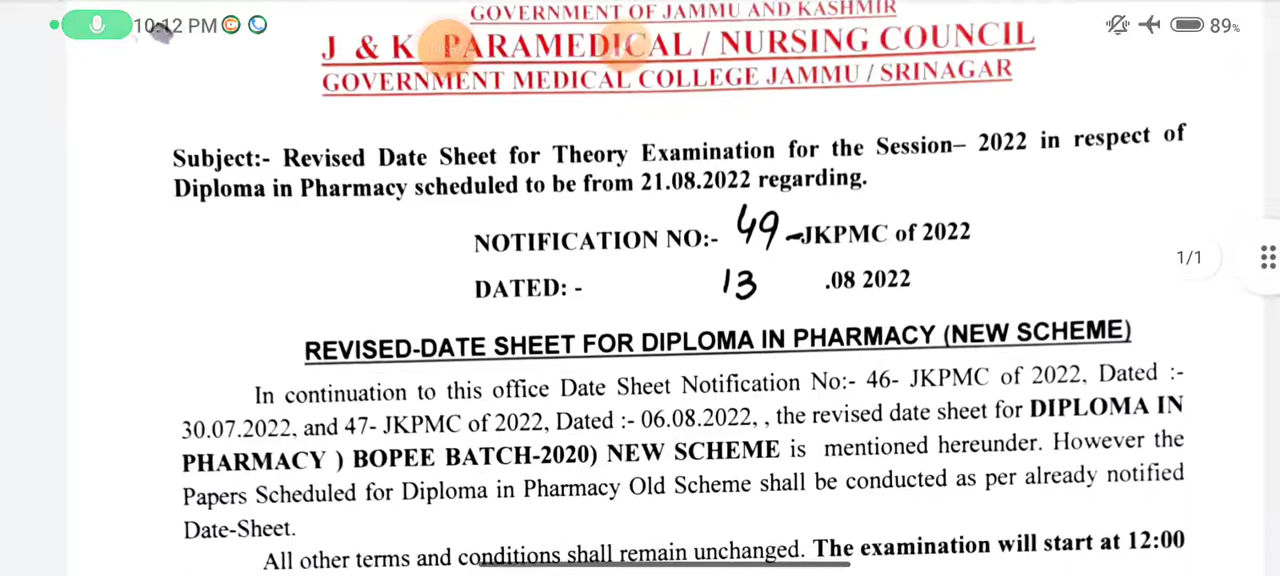 10:12 PM
89%
GOVERNMENT OF JAMMU AND KASHMIR
J & K PARAMEDICAL / NURSING COUNCIL
GOVERNMENT MEDICAL COLLEGE JAMMU / SRINAGAR
Subject:- Revised Date Sheet for Theory Examination for the Session– 2022 in respect of
Diploma in Pharmacy scheduled to be from 21.08.2022 regarding.
NOTIFICATION NO:- 49 -JKPMC of 2022
1/1
DATED: - 13 .08 2022
REVISED-DATE SHEET FOR DIPLOMA IN PHARMACY (NEW SCHEME)
In continuation to this office Date Sheet Notification No:- 46- JKPMC of 2022, Dated :-
30.07.2022, and 47- JKPMC of 2022, Dated :- 06.08.2022, , the revised date sheet for DIPLOMA IN
PHARMACY ) BOPEE BATCH-2020) NEW SCHEME is mentioned hereunder. However the
Papers Scheduled for Diploma in Pharmacy Old Scheme shall be conducted as per already notified
Date-Sheet.
All other terms and conditions shall remain unchanged. The examination will start at 12:00